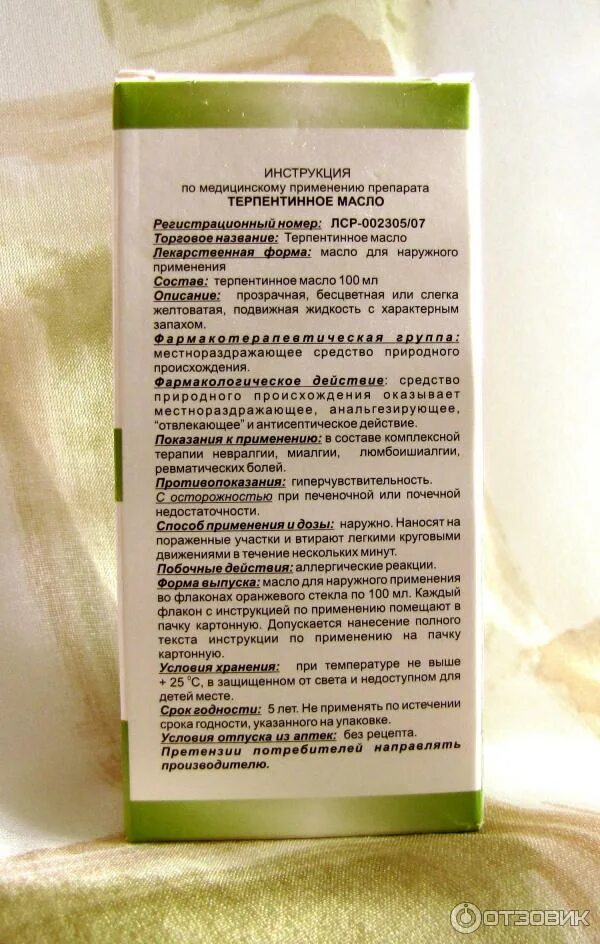 ИНСТРУКЦИЯ
по медицинскому применению препарата
ТЕРПЕНТИННОЕ МАСЛО
Регистрационный номер: ЛСР-002305/07
Торговое название: Терпентинное масло
Лекарственная форма: масло для наружного
применения
Состав: терпентинное масло 100 мл
Описание: прозрачная, бесцветная или слегка
желтоватая, подвижная жидкость с характерным
запахом.
Фармакотерапевтическая группа:
местнораздражающее средство природного
происхождения.
Фармакологическое действие: средство
природного происхождения оказывает
местнораздражающее, анальгезирующее,
"отвлекающее" и антисептическое действие.
Показания к применению: в составе комплексной
терапии невралгии, миалгии, люмбоишиалгии,
ревматических болей.
Противопоказания: гиперчувствительность.
С осторожностью при печеночной или почечной
недостаточности.
Способ применения и дозы: наружно. Наносят на
пораженные участки и втирают легкими круговыми
движениями в течение нескольких минут.
Побочные действия: аллергические реакции.
Форма выпуска: масло для наружного применения
во флаконах оранжевого стекла по 100 мл. Каждый
флакон с инструкцией по применению помещают в
пачку картонную. Допускается нанесение полного
текста инструкции по применению на пачку
картонную.
Условия хранения: при температуре не выше
+ 25 °С, в защищенном от света и недоступном для
детей месте.
Срок годности: 5 лет. Не применять по истечении
срока годности, указанного на упаковке.
Условия отпуска из аптек: без рецепта.
Претензии потребителей направлять
производителю.
ОТЗОВИК